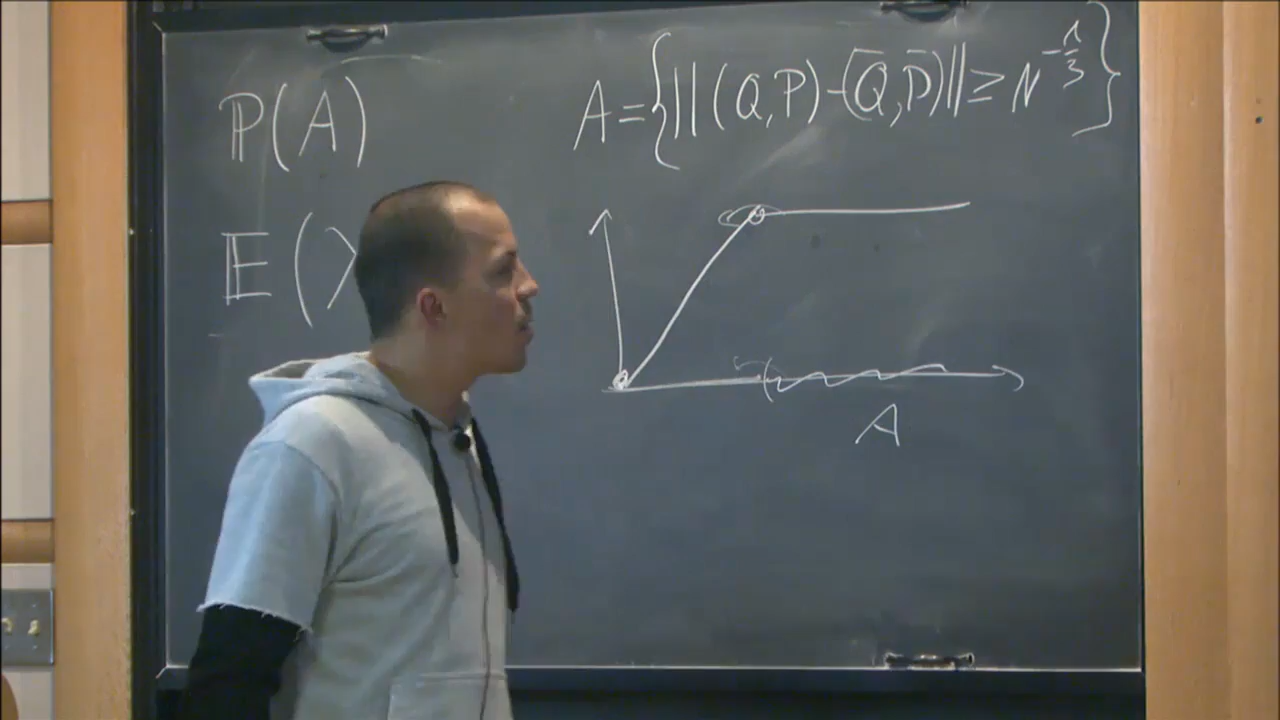 ℙ(A)
A = {||(Q,P) - (Q̄,P̄)|| ≥ N^{-1/3}}
𝔼(
A